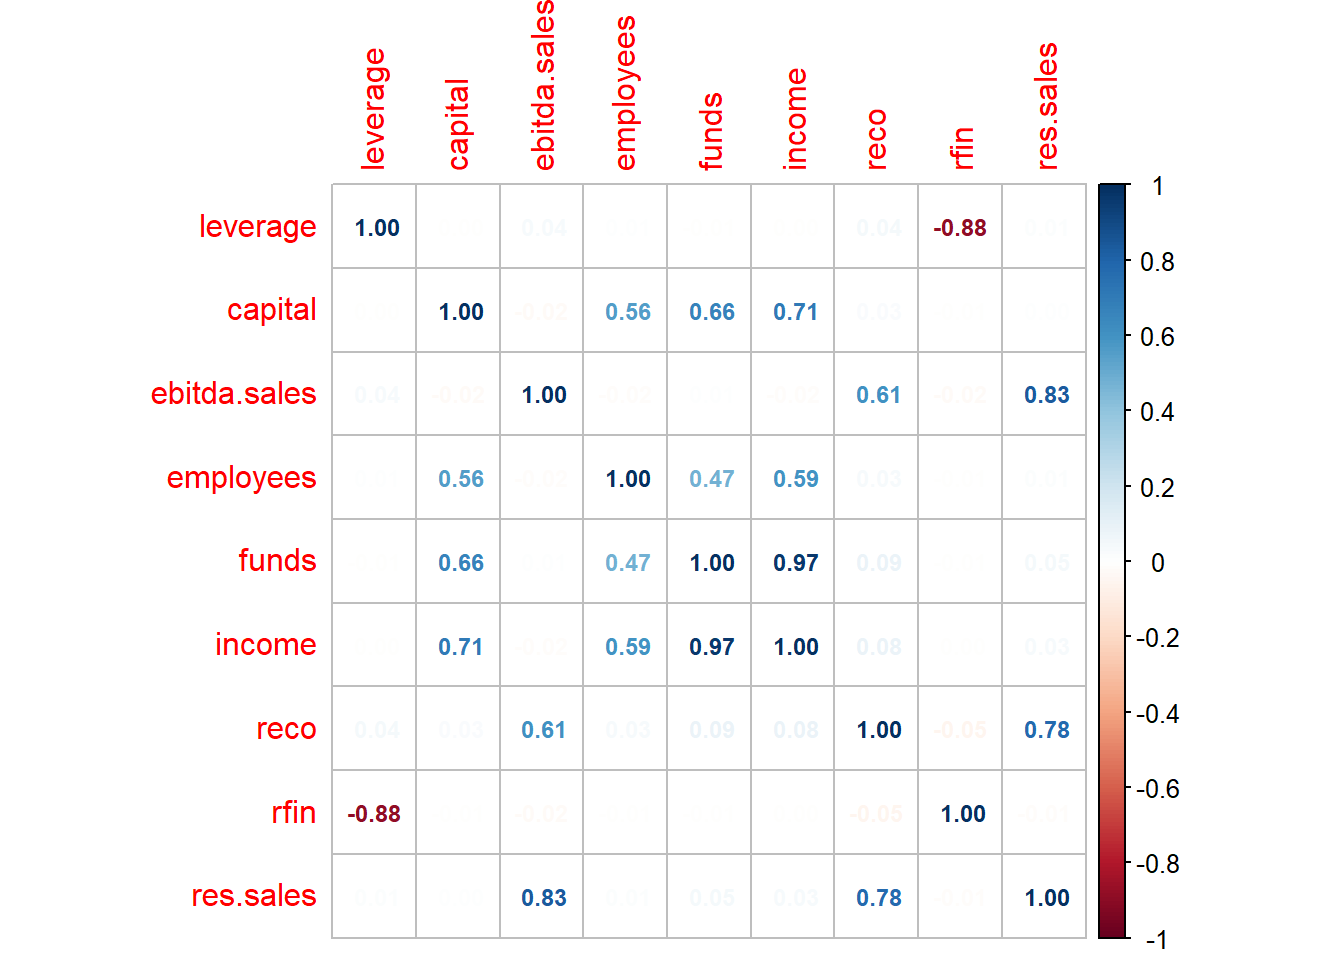 leverage capital ebitda.sales employees funds income reco rfin res.sales
leverage 1.00 0.04 0.04 -0.88 0.01 1
capital 1.00 -0.02 0.56 0.66 0.71 0.03
ebitda.sales 0.04 -0.02 1.00 -0.02 -0.02 0.61 -0.02 0.83
employees 0.56 -0.02 1.00 0.47 0.59 0.03 0.01
funds 0.66 0.47 1.00 0.97 0.09 0.05
income 0.71 -0.02 0.59 0.97 1.00 0.08 0.03
reco 0.04 0.03 0.61 0.03 0.09 0.08 1.00 -0.05 0.78
rfin -0.88 -0.02 -0.05 1.00 -0.01
res.sales 0.01 0.83 0.01 0.05 0.03 0.78 -0.01 1.00
0.8
0.6
0.4
0.2
0
-0.2
-0.4
-0.6
-0.8
-1